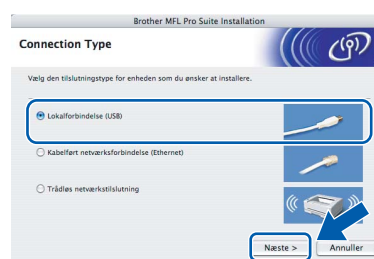 Brother MFL Pro Suite Installation
Connection Type
Vælg den tilslutningstype for enheden som du ønsker at installere.
Lokalforbindelse (USB)
Kabelført netværksforbindelse (Ethernet)
Trådløs netværkstilslutning
Næste >
Annuller